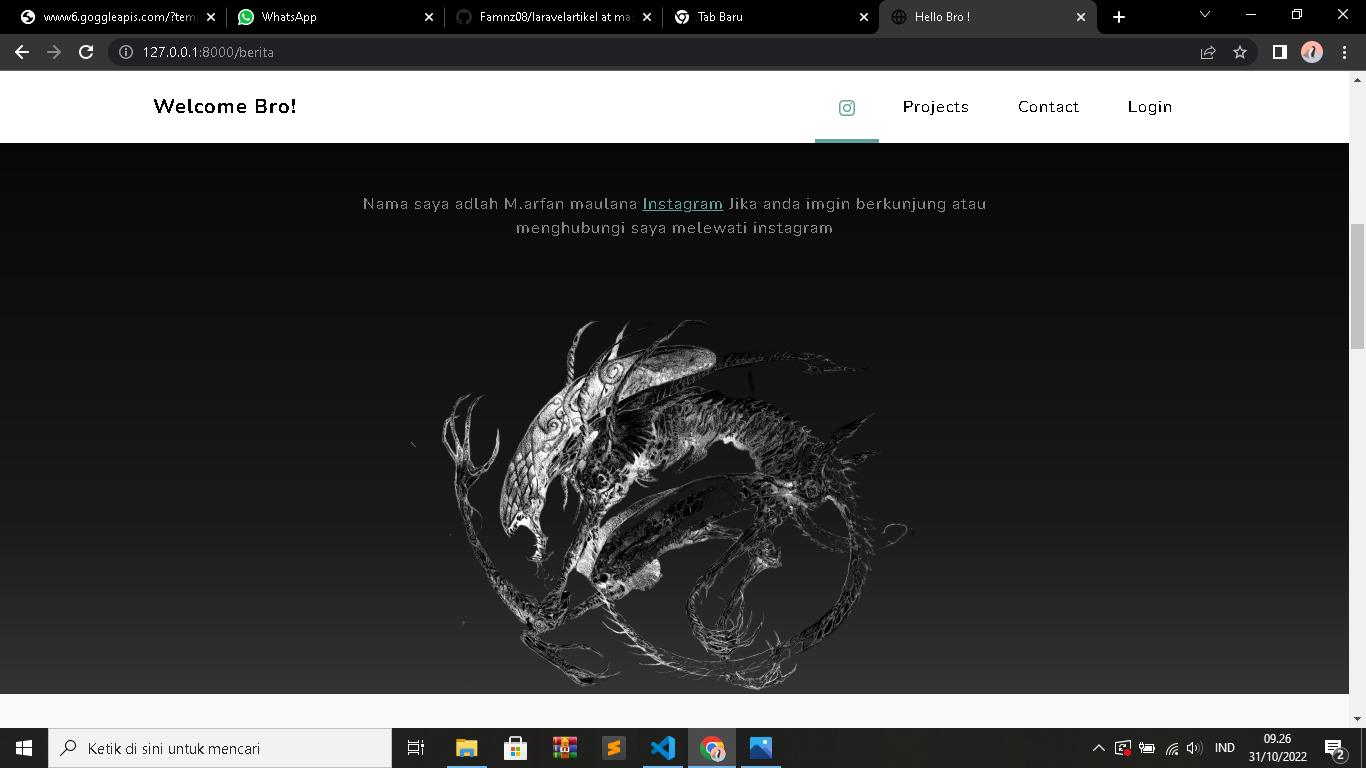 www6.goggleapis.com/?temp
WhatsApp
Famnz08/laravelartikel at mas
Tab Baru
Hello Bro !
127.0.0.1:8000/berita
Welcome Bro!
Projects
Contact
Login
Nama saya adlah M.arfan maulana Instagram Jika anda imgin berkunjung atau
menghubungi saya melewati instagram
Ketik di sini untuk mencari
IND
09.26
31/10/2022
2